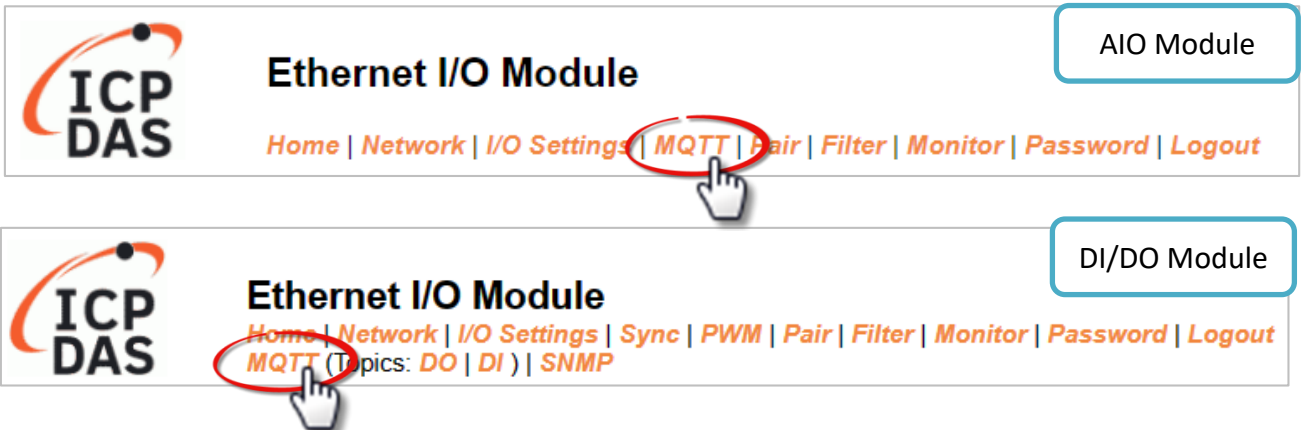 ICP
DAS
Ethernet I/O Module
AIO Module
Home | Network | I/O Settings | MQTT | Pair | Filter | Monitor | Password | Logout
ICP
DAS
Ethernet I/O Module
DI/DO Module
Home | Network | I/O Settings | Sync | PWM | Pair | Filter | Monitor | Password | Logout
MQTT (Topics: DO | DI ) | SNMP